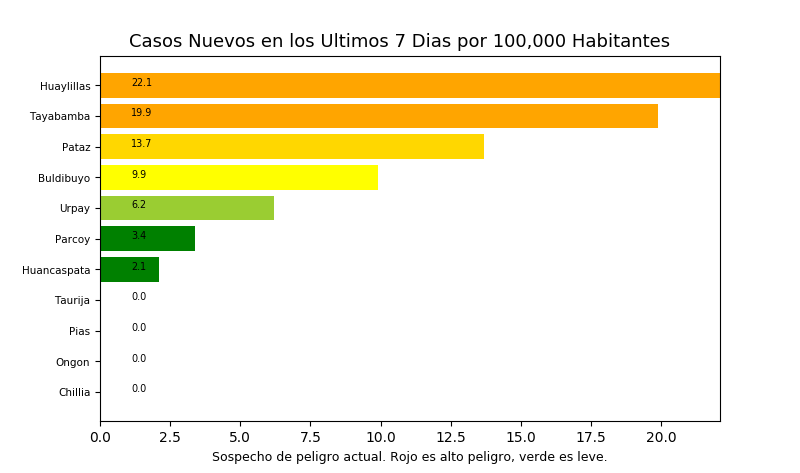 Casos Nuevos en los Ultimos 7 Dias por 100,000 Habitantes
Huaylillas 22.1
Tayabamba 19.9
Pataz 13.7
Buldibuyo 9.9
Urpay 6.2
Parcoy 3.4
Huancaspata 2.1
Taurija 0.0
Pias 0.0
Ongon 0.0
Chillia 0.0
0.0 2.5 5.0 7.5 10.0 12.5 15.0 17.5 20.0
Sospecho de peligro actual. Rojo es alto peligro, verde es leve.